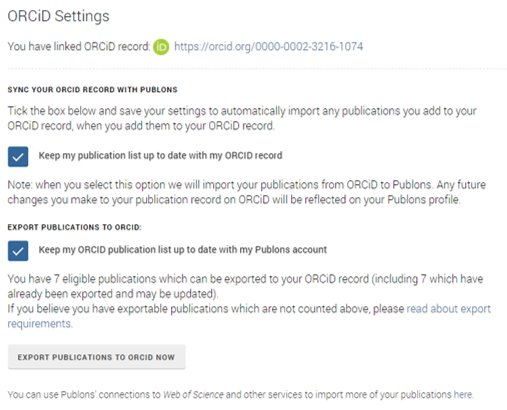 ORCiD Settings
You have linked ORCiD record: iD https://orcid.org/0000-0002-3216-1074
SYNC YOUR ORCID RECORD WITH PUBLONS
Tick the box below and save your settings to automatically import any publications you add to your
ORCiD record, when you add them to your ORCiD record.
Keep my publication list up to date with my ORCID record
Note: when you select this option we will import your publications from ORCiD to Publons. Any future
changes you make to your publication record on ORCiD will be reflected on your Publons profile.
EXPORT PUBLICATIONS TO ORCID:
Keep my ORCID publication list up to date with my Publons account
You have 7 eligible publications which can be exported to your ORCiD record (including 7 which have
already been exported and may be updated).
If you believe you have exportable publications which are not counted above, please read about export
requirements.
EXPORT PUBLICATIONS TO ORCID NOW
You can use Publons' connections to Web of Science and other services to import more of your publications here.